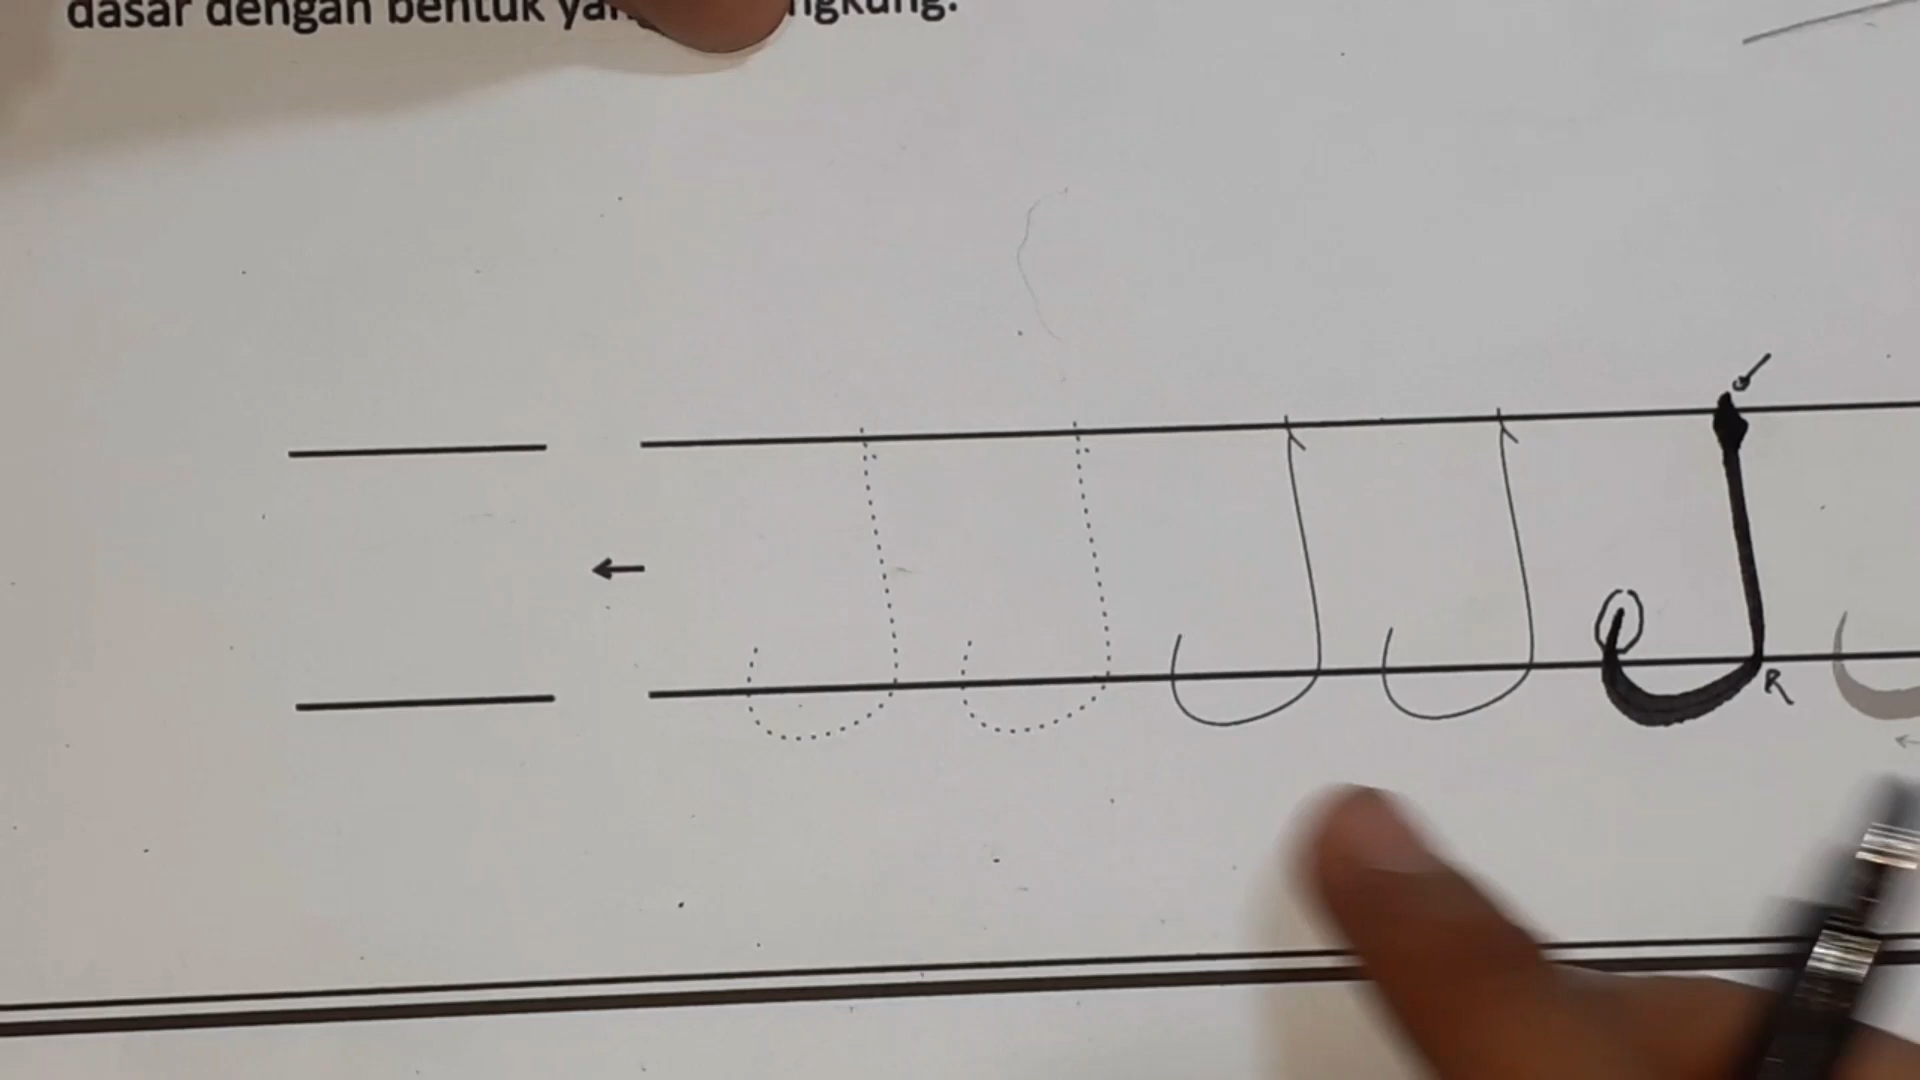 dasar dengan bentuk
ل ل ل
R